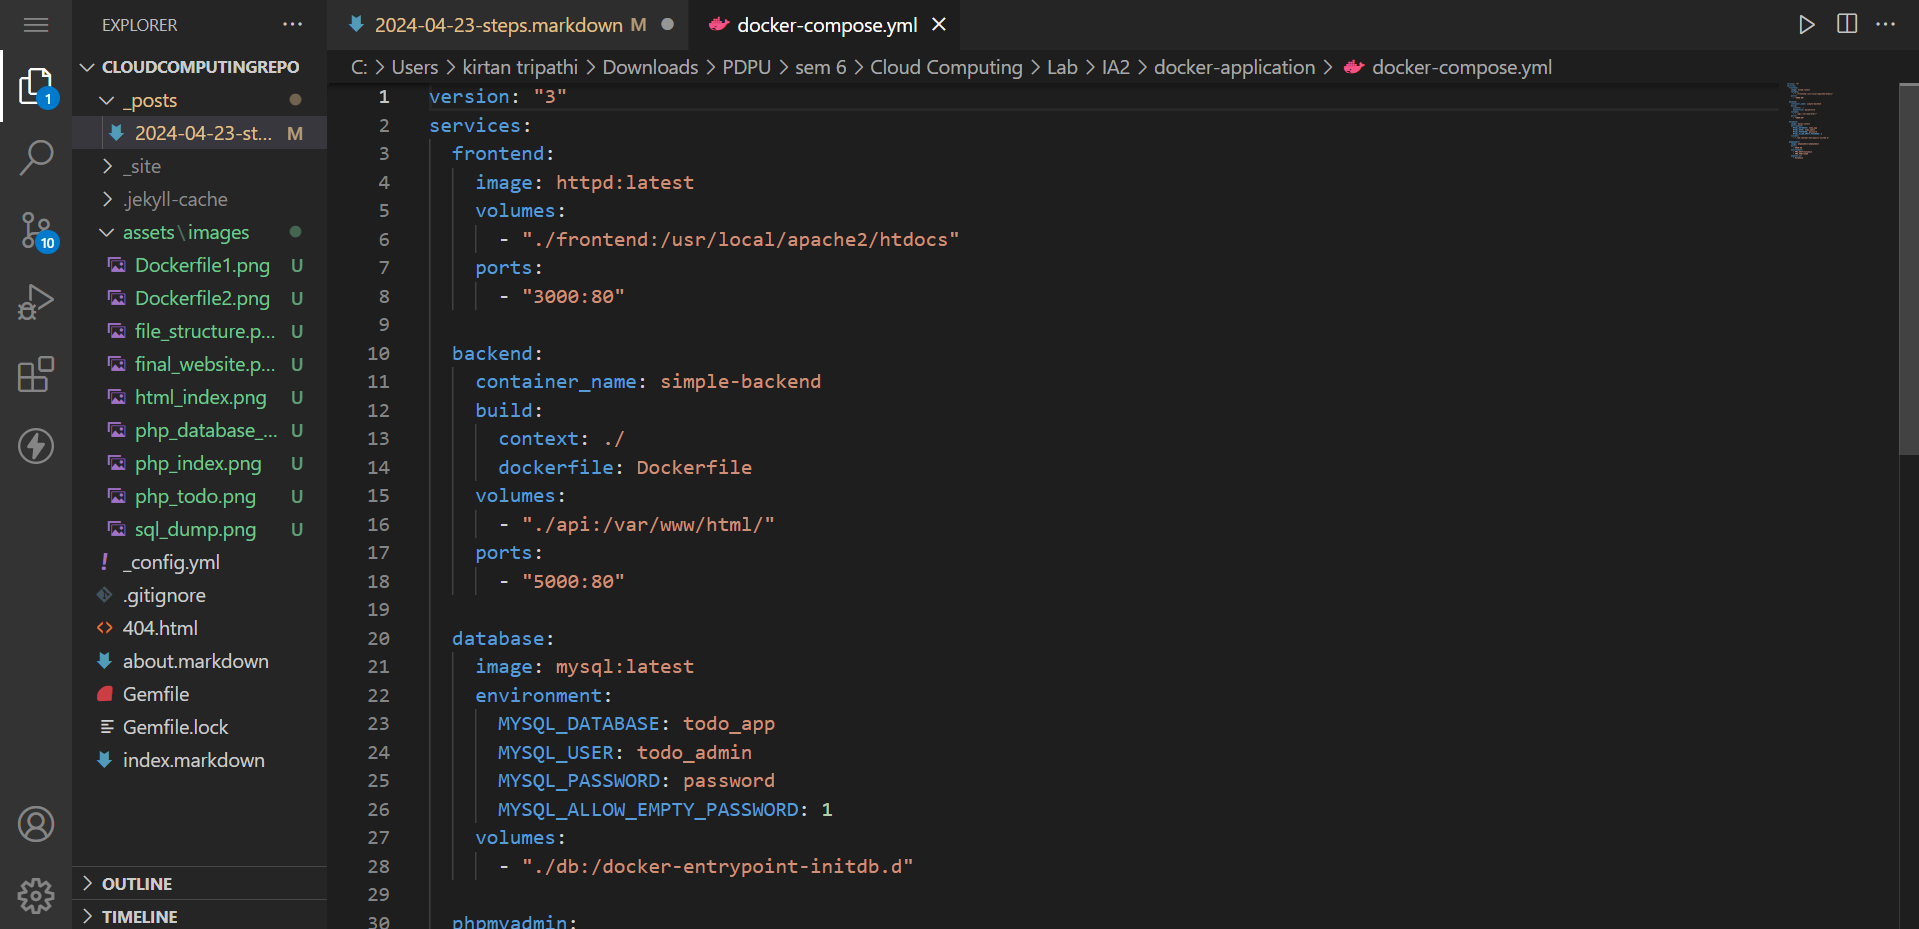 EXPLORER
CLOUDCOMPUTINGREPO
_posts
2024-04-23-st... M
_site
.jekyll-cache
assets\images
Dockerfile1.png U
Dockerfile2.png U
file_structure.p... U
final_website.p... U
html_index.png U
php_database_... U
php_index.png U
php_todo.png U
sql_dump.png U
_config.yml
.gitignore
404.html
about.markdown
Gemfile
Gemfile.lock
index.markdown
OUTLINE
TIMELINE
1
10
2024-04-23-steps.markdown M
docker-compose.yml
C: > Users > kirtan tripathi > Downloads > PDPU > sem 6 > Cloud Computing > Lab > IA2 > docker-application > docker-compose.yml
1 version: "3"
2 services:
3 frontend:
4 image: httpd:latest
5 volumes:
6 - "./frontend:/usr/local/apache2/htdocs"
7 ports:
8 - "3000:80"
9
10 backend:
11 container_name: simple-backend
12 build:
13 context: ./
14 dockerfile: Dockerfile
15 volumes:
16 - "./api:/var/www/html/"
17 ports:
18 - "5000:80"
19
20 database:
21 image: mysql:latest
22 environment:
23 MYSQL_DATABASE: todo_app
24 MYSQL_USER: todo_admin
25 MYSQL_PASSWORD: password
26 MYSQL_ALLOW_EMPTY_PASSWORD: 1
27 volumes:
28 - "./db:/docker-entrypoint-initdb.d"
29
30 phpmyadmin: